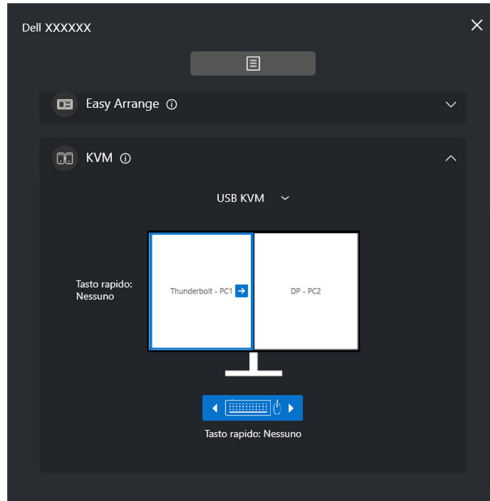 Dell XXXXXX
Easy Arrange
KVM
USB KVM
Tasto rapido:
Nessuno
Thunderbolt - PC1
DP - PC2
Tasto rapido: Nessuno